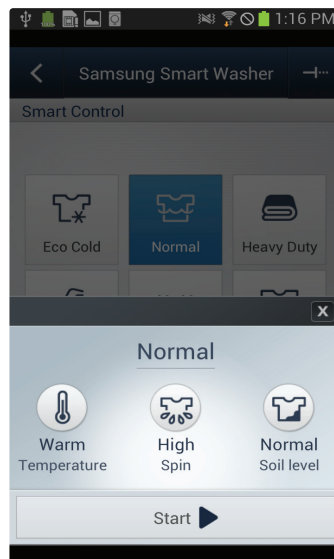 1:16 PM
Samsung Smart Washer
Smart Control
Eco Cold
Normal
Heavy Duty
X
Normal
Warm
High
Normal
Temperature
Spin
Soil level
Start